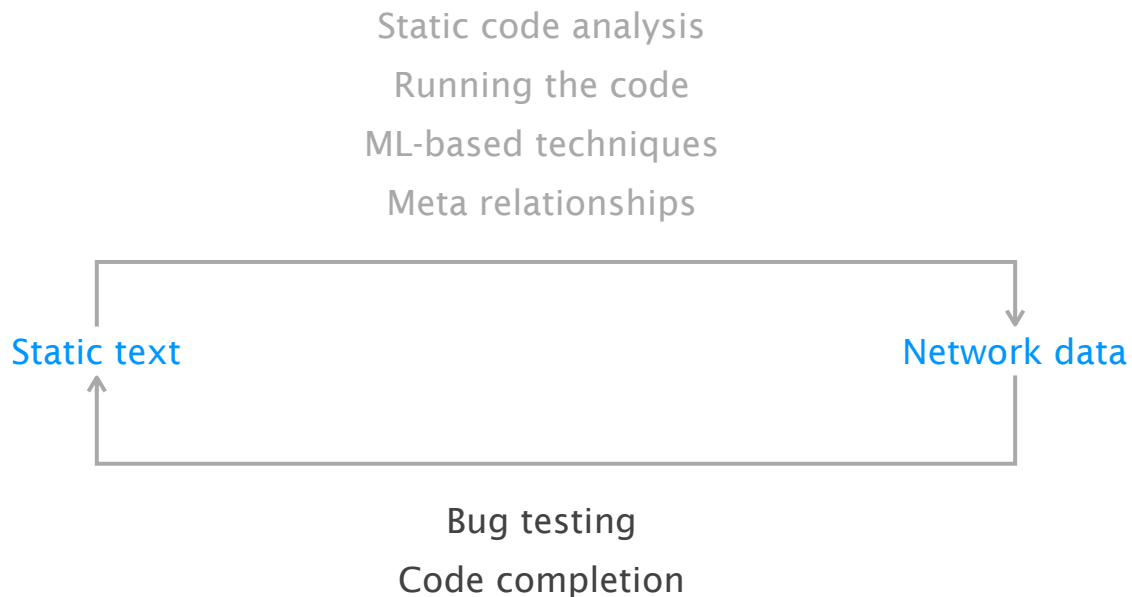 Static code analysis
Running the code
ML-based techniques
Meta relationships
Static text
Network data
Bug testing
Code completion